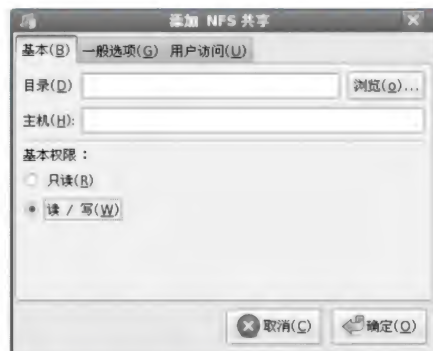 添加 NFS 共享
基本(B) 一般选项(G) 用户访问(U)
目录(D) 浏览(o)...
主机(H):
基本权限：
只读(R)
读 / 写(W)
取消(C) 确定(O)